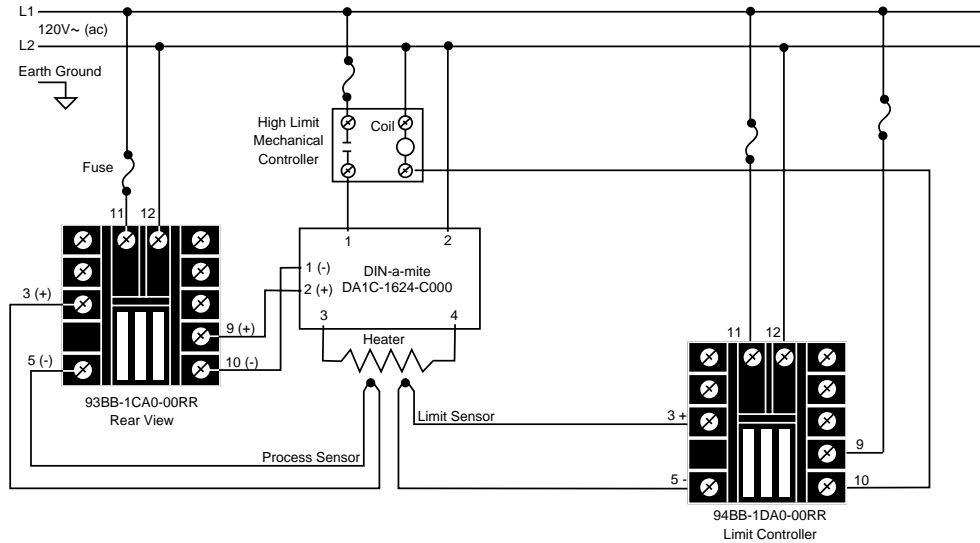 L1
120V~ (ac)
L2
Earth Ground
High Limit
Mechanical
Controller
Coil
Fuse
11
12
1
2
1 (-)
2 (+)
DIN-a-mite
DA1C-1624-C000
3 (+)
9 (+)
3
4
Heater
5 (-)
10 (-)
93BB-1CA0-00RR
Rear View
Limit Sensor
Process Sensor
11
12
3 +
9
5 -
10
94BB-1DA0-00RR
Limit Controller